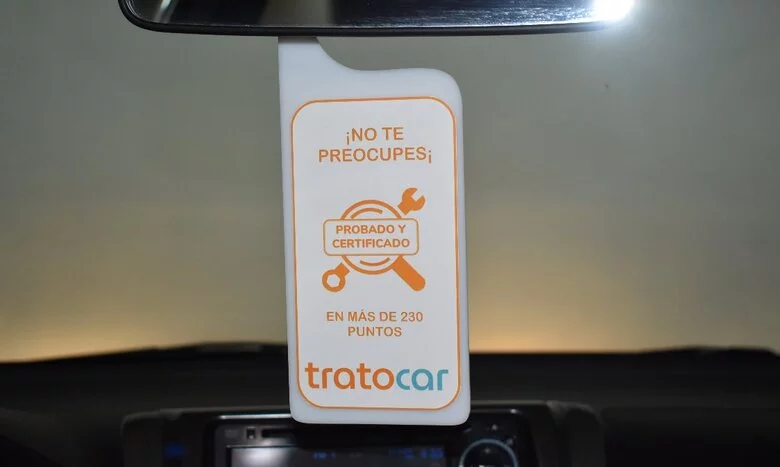 ¡NO TE
PREOCUPES¡
PROBADO Y
CERTIFICADO
EN MÁS DE 230
PUNTOS
tratocar